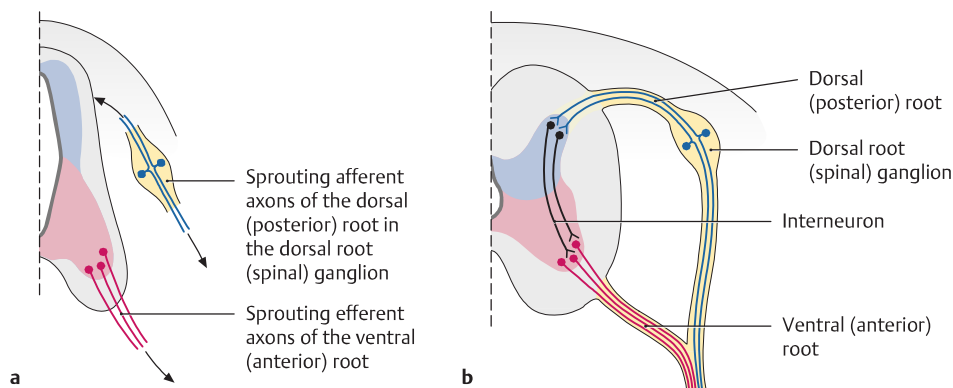 Sprouting afferent
axons of the dorsal
(posterior) root in
the dorsal root
(spinal) ganglion
Sprouting efferent
axons of the ventral
(anterior) root
a
Dorsal
(posterior) root
Dorsal root
(spinal) ganglion
Interneuron
Ventral (anterior)
root
b